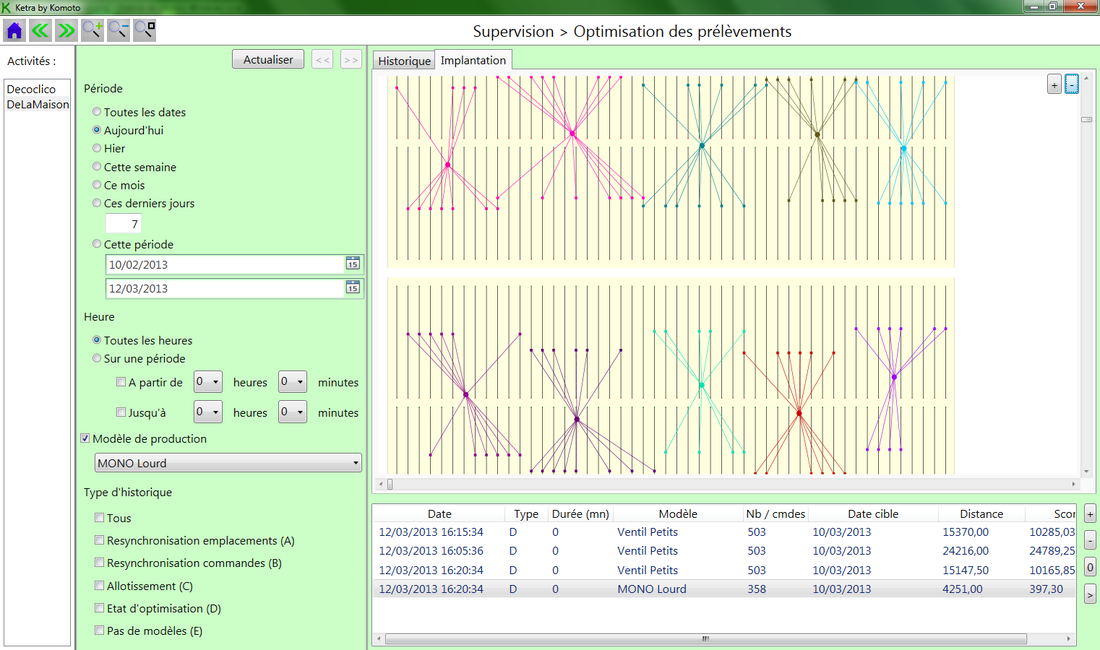 Ketra by Komoto
Supervision > Optimisation des prélèvements
Activités :
Decoclico
DeLaMaison
Actualiser
<<
>>
Période
Toutes les dates
Aujourd'hui
Hier
Cette semaine
Ce mois
Ces derniers jours
7
Cette période
10/02/2013
15
12/03/2013
15
Heure
Toutes les heures
Sur une période
A partir de 0 heures 0 minutes
Jusqu'à 0 heures 0 minutes
Modèle de production
MONO Lourd
Type d'historique
Tous
Resynchronisation emplacements (A)
Resynchronisation commandes (B)
Allotissement (C)
Etat d'optimisation (D)
Pas de modèles (E)
Historique Implantation
+ -
Date Type Durée (mn) Modèle Nb / cmdes Date cible Distance Scor
12/03/2013 16:15:34 D 0 Ventil Petits 503 10/03/2013 15370,00 10285,03
12/03/2013 16:05:36 D 0 Ventil Petits 503 10/03/2013 24216,00 24789,25
12/03/2013 16:20:34 D 0 Ventil Petits 503 10/03/2013 15147,50 10165,85
12/03/2013 16:20:34 D 0 MONO Lourd 358 10/03/2013 4251,00 397,30
+
-
0
>